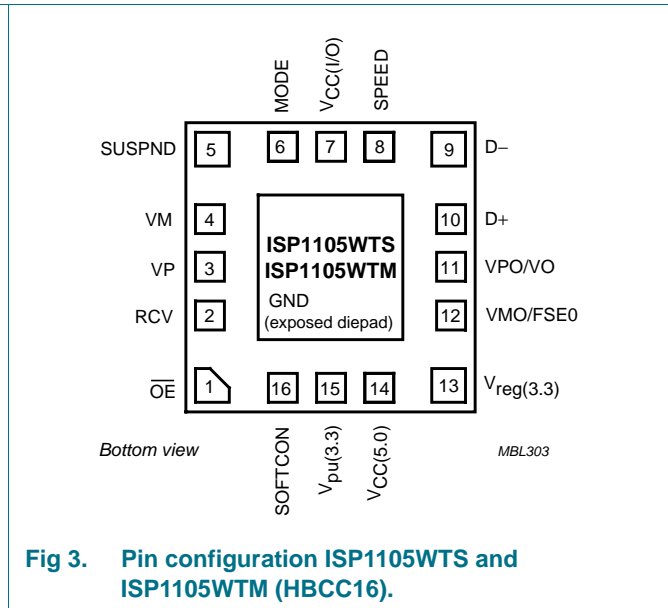 MODE
VCC(I/O)
SPEED
SUSPND 5 6 7 8 9 D−
VM 4 10 D+
ISP1105WTS
VP 3 ISP1105WTM 11 VPO/VO
GND
RCV 2 (exposed diepad) 12 VMO/FSE0
OE 1 16 15 14 13 Vreg(3.3)
Bottom view
SOFTCON
Vpu(3.3)
VCC(5.0)
MBL303
Fig 3. Pin configuration ISP1105WTS and
ISP1105WTM (HBCC16).